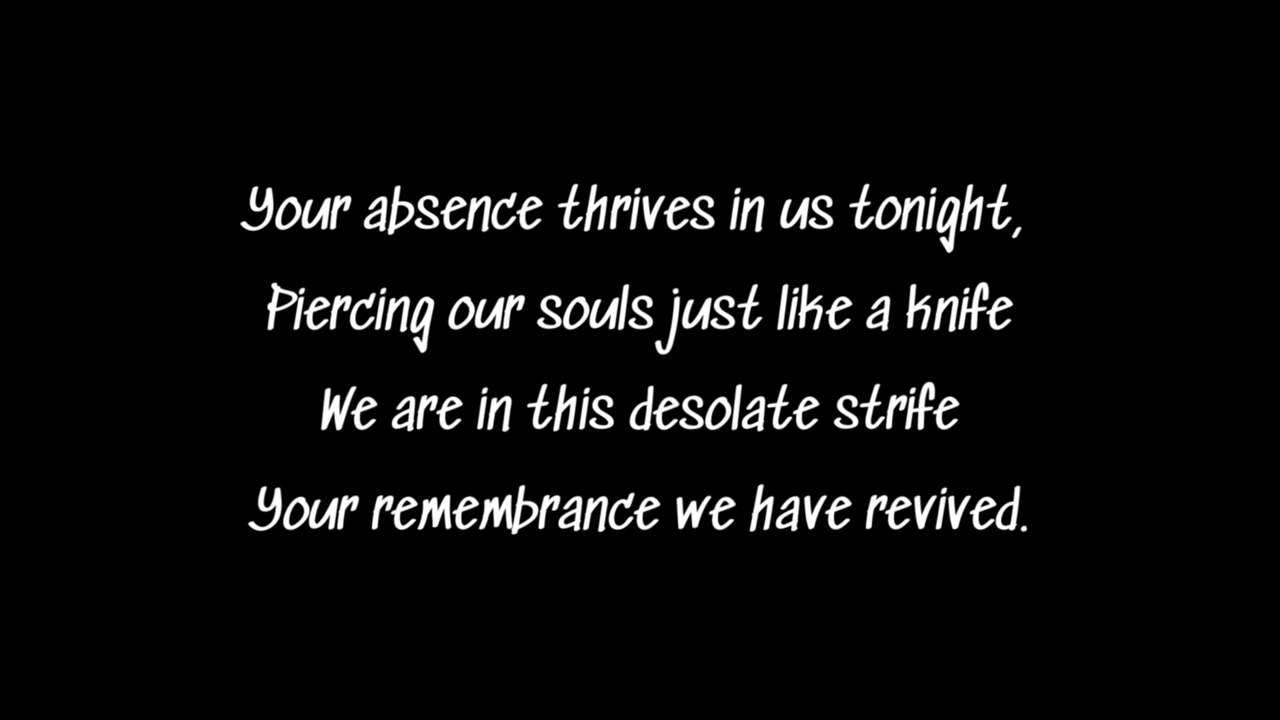 Your absence thrives in us tonight,
Piercing our souls just like a knife
We are in this desolate strife
Your remembrance we have revived.